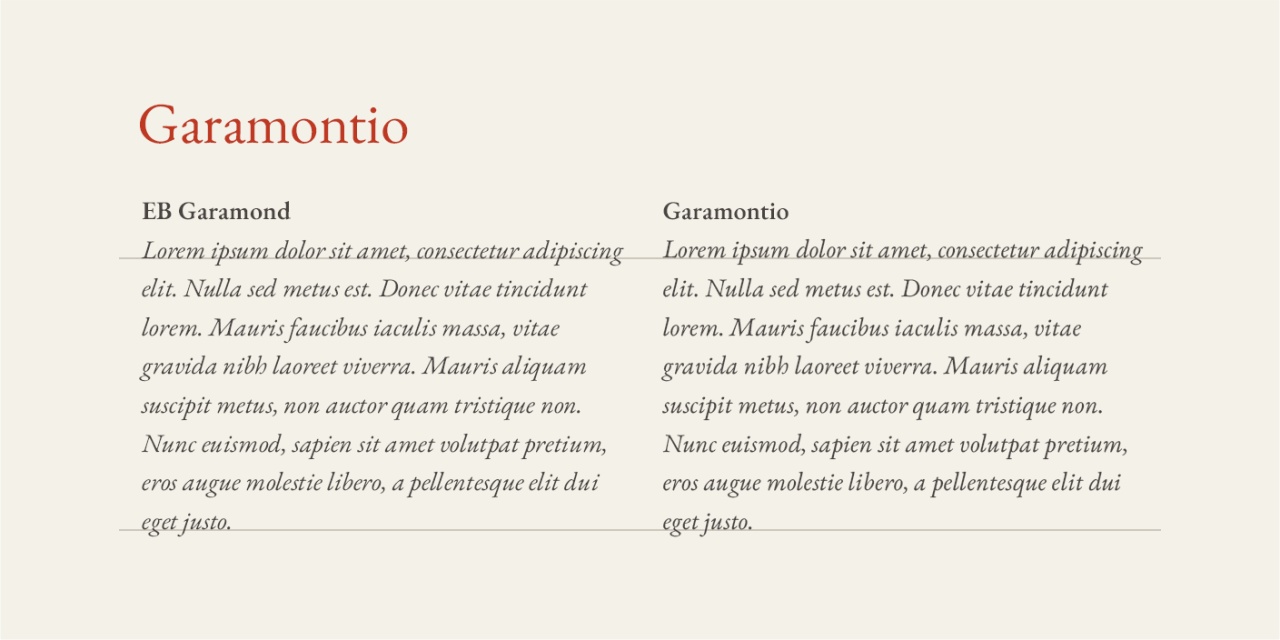 Garamontio
EB Garamond
Lorem ipsum dolor sit amet, consectetur adipiscing
elit. Nulla sed metus est. Donec vitae tincidunt
lorem. Mauris faucibus iaculis massa, vitae
gravida nibh laoreet viverra. Mauris aliquam
suscipit metus, non auctor quam tristique non.
Nunc euismod, sapien sit amet volutpat pretium,
eros augue molestie libero, a pellentesque elit dui
eget justo.
Garamontio
Lorem ipsum dolor sit amet, consectetur adipiscing
elit. Nulla sed metus est. Donec vitae tincidunt
lorem. Mauris faucibus iaculis massa, vitae
gravida nibh laoreet viverra. Mauris aliquam
suscipit metus, non auctor quam tristique non.
Nunc euismod, sapien sit amet volutpat pretium,
eros augue molestie libero, a pellentesque elit dui
eget justo.